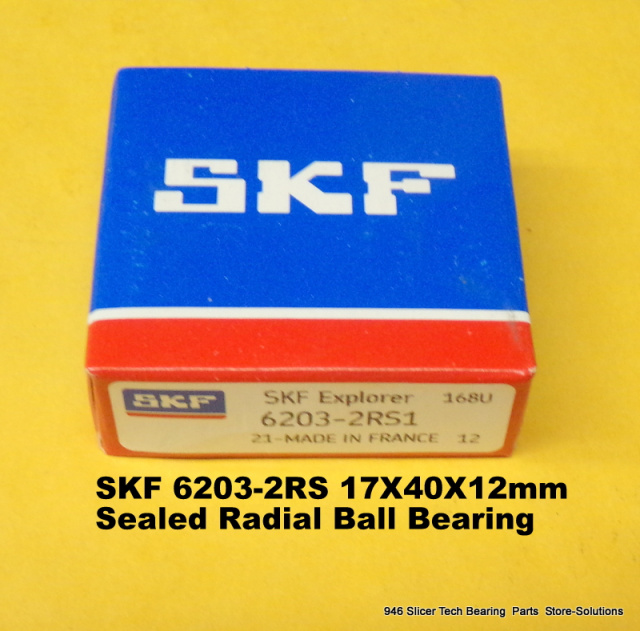 SKF
SKF
SKF Explorer 168U
6203-2RS1
21-MADE IN FRANCE 12
SKF 6203-2RS 17X40X12mm
Sealed Radial Ball Bearing
946 Slicer Tech Bearing Parts Store-Solutions